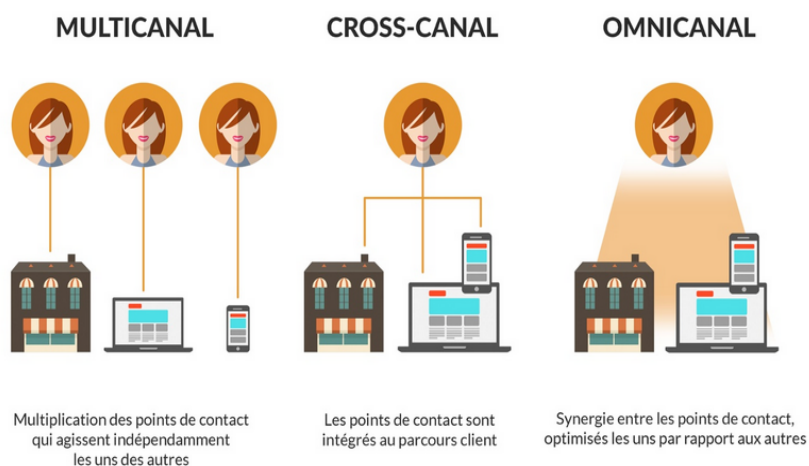 MULTICANAL
CROSS-CANAL
OMNICANAL
Multiplication des points de contact
qui agissent indépendamment
les uns des autres
Les points de contact sont
intégrés au parcours client
Synergie entre les points de contact,
optimisés les uns par rapport aux autres